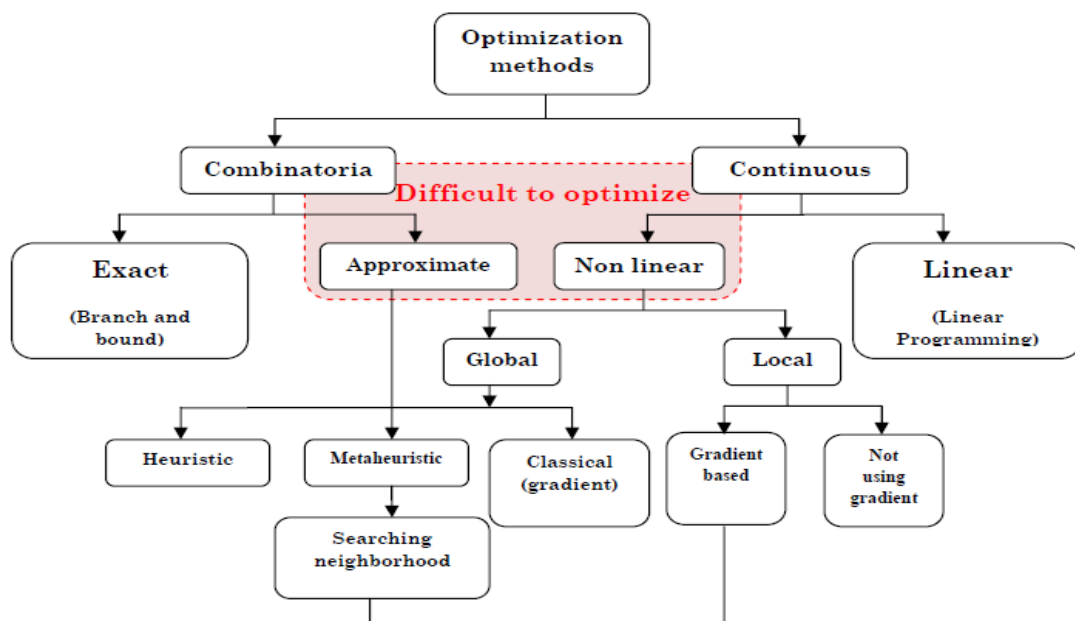 Optimization
methods
Combinatoria
Continuous
Difficult to optimize
Exact
(Branch and
bound)
Approximate
Non linear
Linear
(Linear
Programming)
Global
Local
Heuristic
Metaheuristic
Classical
(gradient)
Gradient
based
Not
using
gradient
Searching
neighborhood